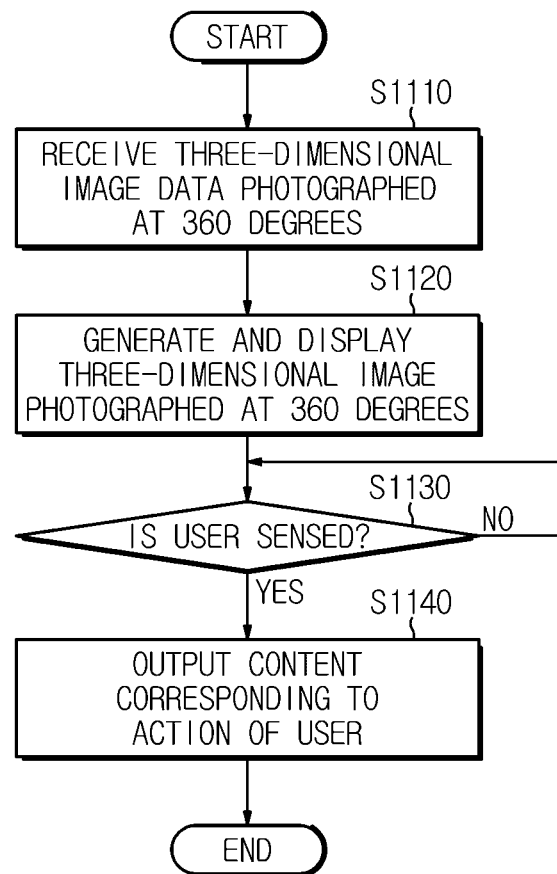 START
S1110
RECEIVE THREE-DIMENSIONAL
IMAGE DATA PHOTOGRAPHED
AT 360 DEGREES
S1120
GENERATE AND DISPLAY
THREE-DIMENSIONAL IMAGE
PHOTOGRAPHED AT 360 DEGREES
S1130
IS USER SENSED?
NO
YES
S1140
OUTPUT CONTENT
CORRESPONDING TO
ACTION OF USER
END